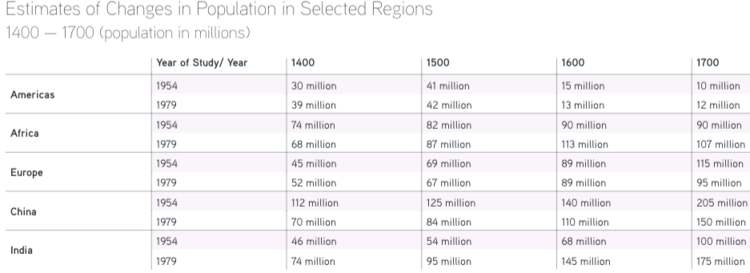 Estimates of Changes in Population in Selected Regions
1400 — 1700 (population in millions)
Year of Study/ Year 1400 1500 1600 1700
Americas
1954 30 million 41 million 15 million 10 million
1979 39 million 42 million 13 million 12 million
Africa
1954 74 million 82 million 90 million 90 million
1979 68 million 87 million 113 million 107 million
Europe
1954 45 million 69 million 89 million 115 million
1979 52 million 67 million 89 million 95 million
China
1954 112 million 125 million 140 million 205 million
1979 70 million 84 million 110 million 150 million
India
1954 46 million 54 million 68 million 100 million
1979 74 million 95 million 145 million 175 million